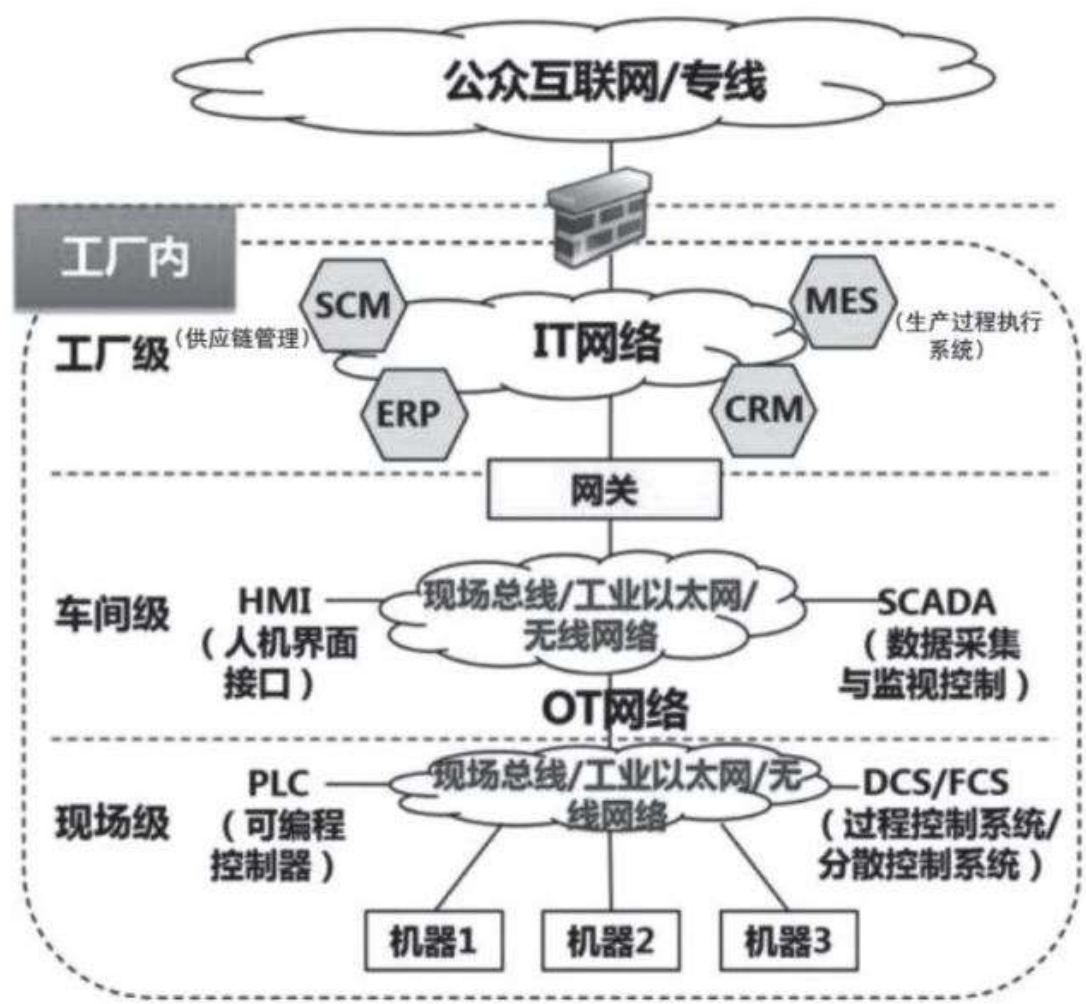 公众互联网/专线
工厂内
SCM
MES
工厂级
（供应链管理）
IT网络
（生产过程执行
系统）
ERP
CRM
网关
车间级
HMI
（人机界面
接口）
现场总线/工业以太网/
无线网络
SCADA
（数据采集
与监视控制）
OT网络
现场级
PLC
（可编程
控制器）
现场总线/工业以太网/无
线网络
DCS/FCS
（过程控制系统/
分散控制系统）
机器1
机器2
机器3